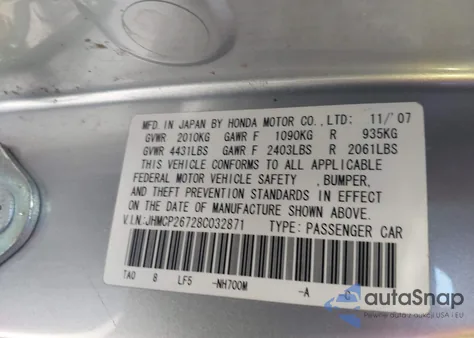 MFD.IN JAPAN BY HONDA MOTOR CO.,LTD: 11/'07
GVWR 2010KG GAWR F 1090KG R 935KG
GVWR 4431LBS GAWR F 2403LBS R 2061LBS
THIS VEHICLE CONFORMS TO ALL APPLICABLE
FEDERAL MOTOR VEHICLE SAFETY ,BUMPER,
AND THEFT PREVENTION STANDARDS IN EFFECT
ON THE DATE OF MANUFACTURE SHOWN ABOVE.
V.I.N:JHMCP26728C032871 TYPE: PASSENGER CAR
TA0 B LF5 -NH700M -A 0
autoSnap